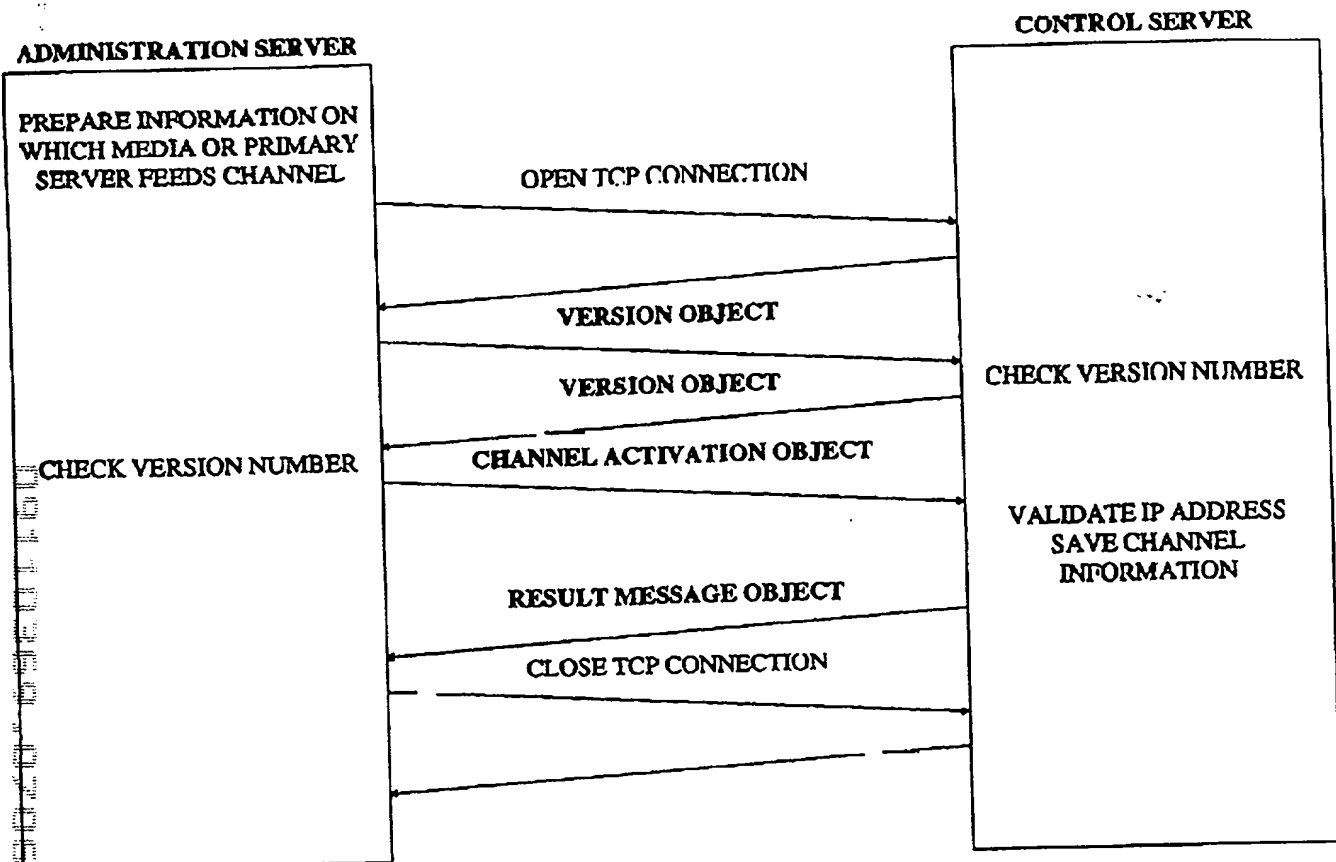 CONTROL SERVER
ADMINISTRATION SERVER
PREPARE INFORMATION ON
WHICH MEDIA OR PRIMARY
SERVER FEEDS CHANNEL
OPEN TCP CONNECTION
VERSION OBJECT
VERSION OBJECT
CHECK VERSION NUMBER
CHANNEL ACTIVATION OBJECT
CHECK VERSION NUMBER
VALIDATE IP ADDRESS
SAVE CHANNEL
INFORMATION
RESULT MESSAGE OBJECT
CLOSE TCP CONNECTION